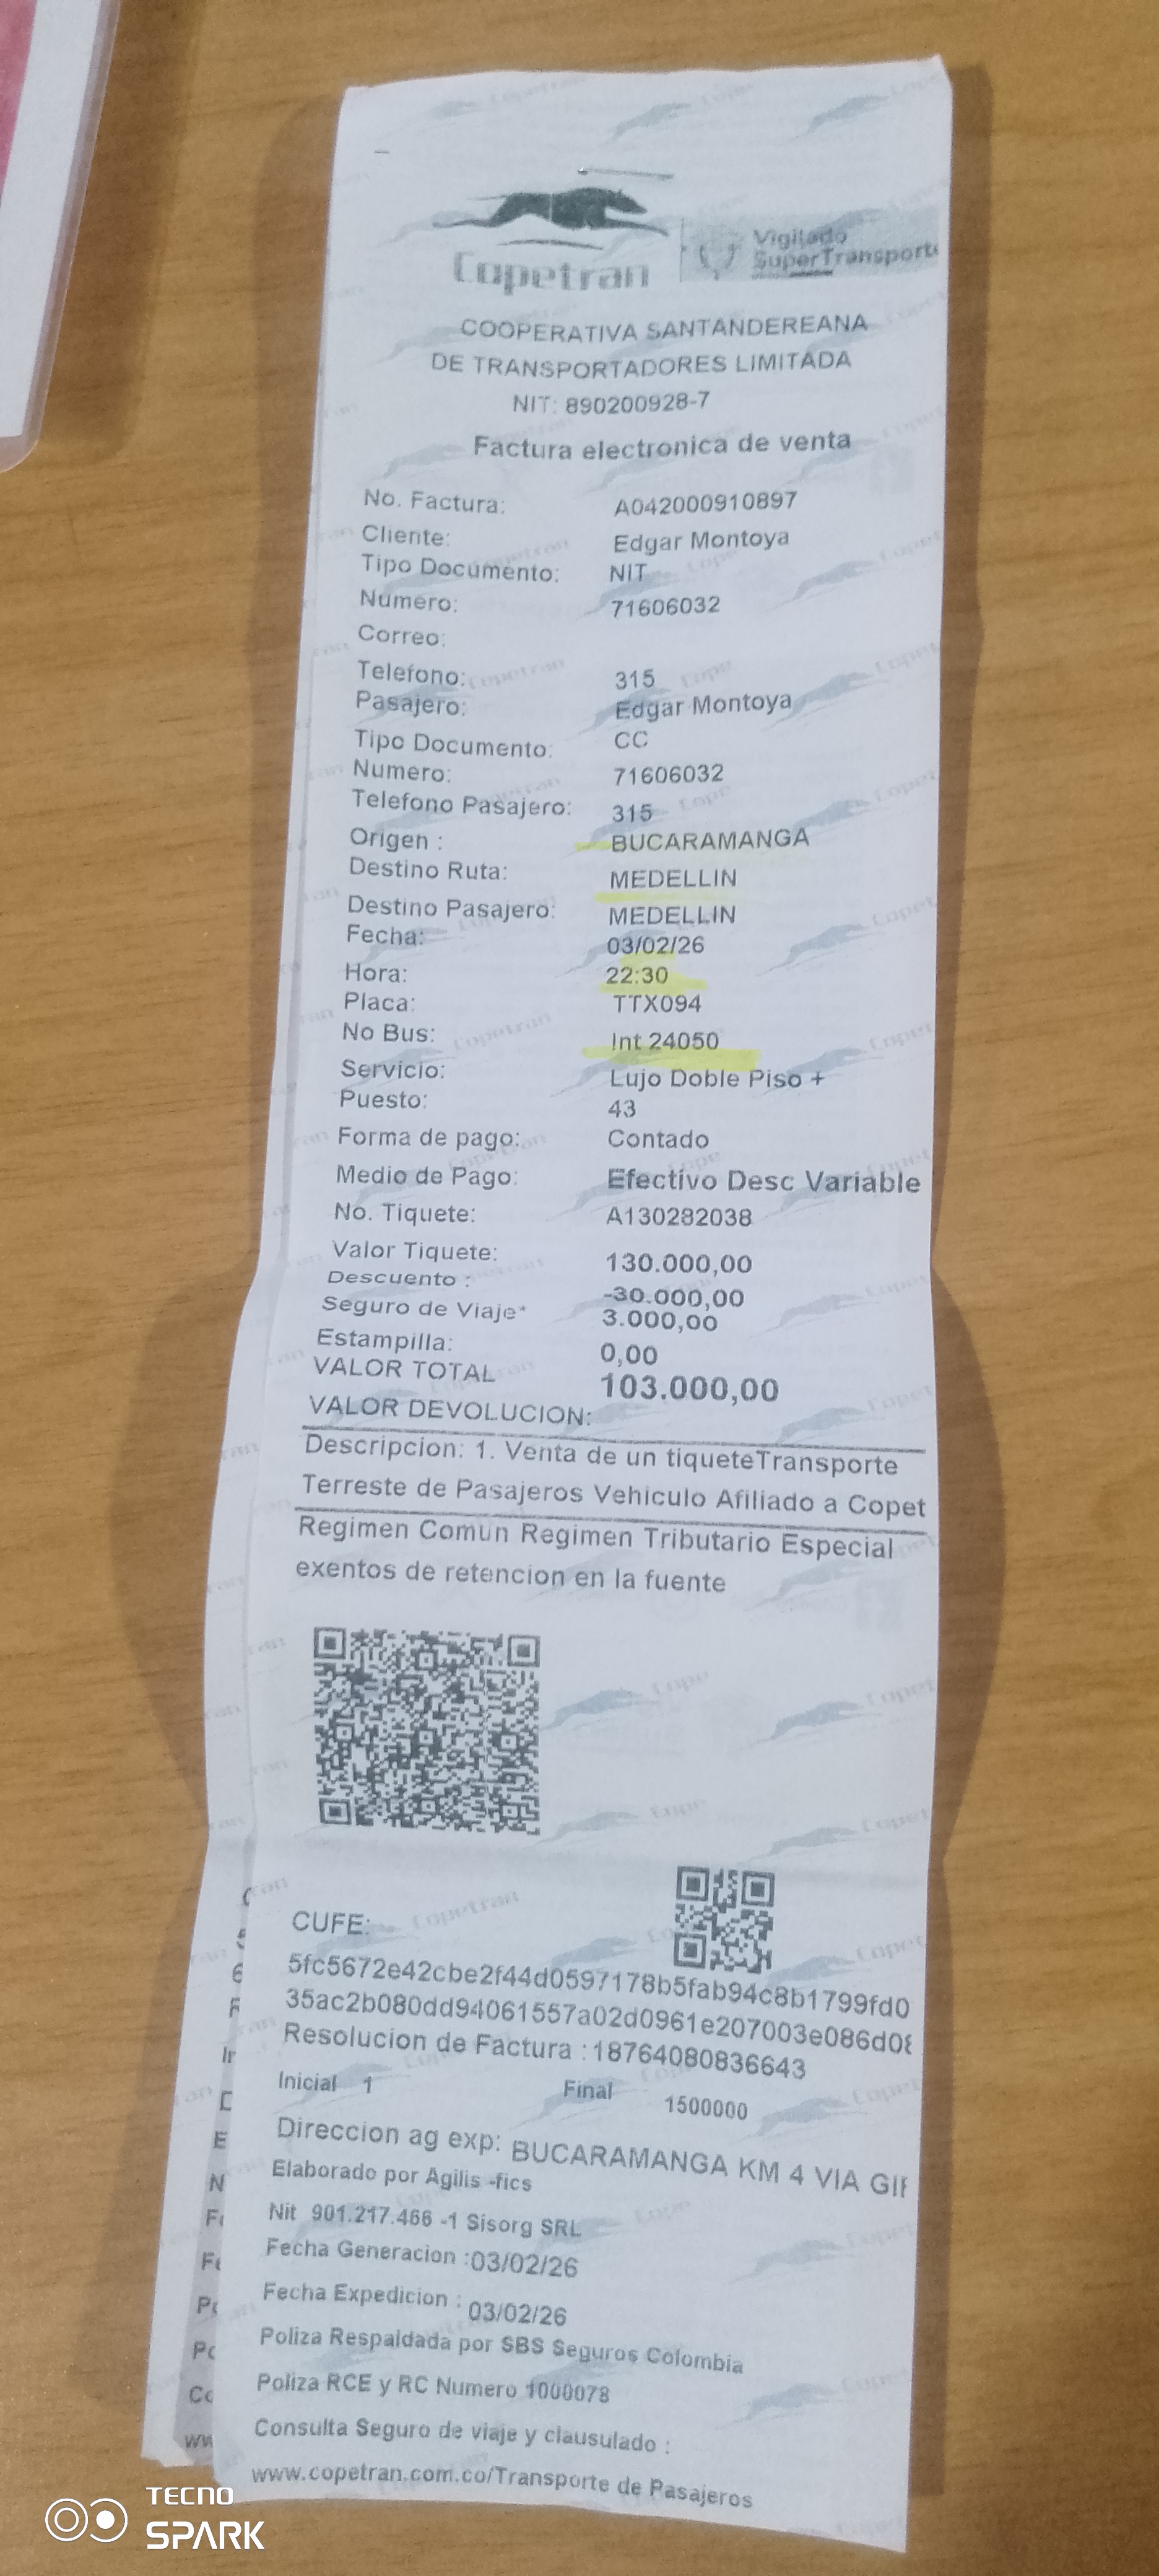 Copetran
Vigilado
SuperTransporte
COOPERATIVA SANTANDEREANA
DE TRANSPORTADORES LIMITADA
NIT: 890200928-7
Factura electronica de venta
No. Factura: A042000910897
Cliente: Edgar Montoya
Tipo Documento: NIT
Numero: 71606032
Correo:
Telefono: 315
Pasajero: Edgar Montoya
Tipo Documento: CC
Numero: 71606032
Telefono Pasajero: 315
Origen : BUCARAMANGA
Destino Ruta: MEDELLIN
Destino Pasajero: MEDELLIN
Fecha: 03/02/26
Hora: 22:30
Placa: TTX094
No Bus: Int 24050
Servicio: Lujo Doble Piso +
Puesto: 43
Forma de pago: Contado
Medio de Pago: Efectivo Desc Variable
No. Tiquete: A130282038
Valor Tiquete: 130.000,00
Descuento : -30.000,00
Seguro de Viaje* 3.000,00
Estampilla: 0,00
VALOR TOTAL 103.000,00
VALOR DEVOLUCION:
Descripcion: 1. Venta de un tiqueteTransporte
Terreste de Pasajeros Vehiculo Afiliado a Copet
Regimen Comun Regimen Tributario Especial
exentos de retencion en la fuente
CUFE:
5fc5672e42cbe2f44d0597178b5fab94c8b1799fd0
35ac2b080dd94061557a02d0961e207003e086d08
Resolucion de Factura :18764080836643
Inicial 1 Final 1500000
Direccion ag exp: BUCARAMANGA KM 4 VIA GIR
Elaborado por Agilis -fics
Nit 901.217.466 -1 Sisorg SRL
Fecha Generacion :03/02/26
Fecha Expedicion : 03/02/26
Poliza Respaldada por SBS Seguros Colombia
Poliza RCE y RC Numero 1000078
Consulta Seguro de viaje y clausulado :
www.copetran.com.co/Transporte de Pasajeros
TECNO
SPARK